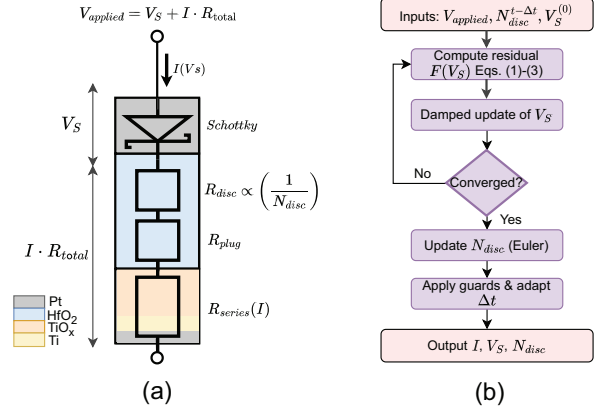 V_applied = V_S + I · R_total
I(Vs)
V_S
Schottky
R_disc ∝ (1 / N_disc)
I · R_total
R_plug
R_series(I)
Pt
HfO₂
TiOₓ
Ti
(a)
Inputs: V_applied, N_disc^{t−Δt}, V_S^{(0)}
Compute residual
F(V_S) Eqs. (1)-(3)
Damped update of V_S
No
Converged?
Yes
Update N_disc (Euler)
Apply guards & adapt
Δt
Output I, V_S, N_disc
(b)